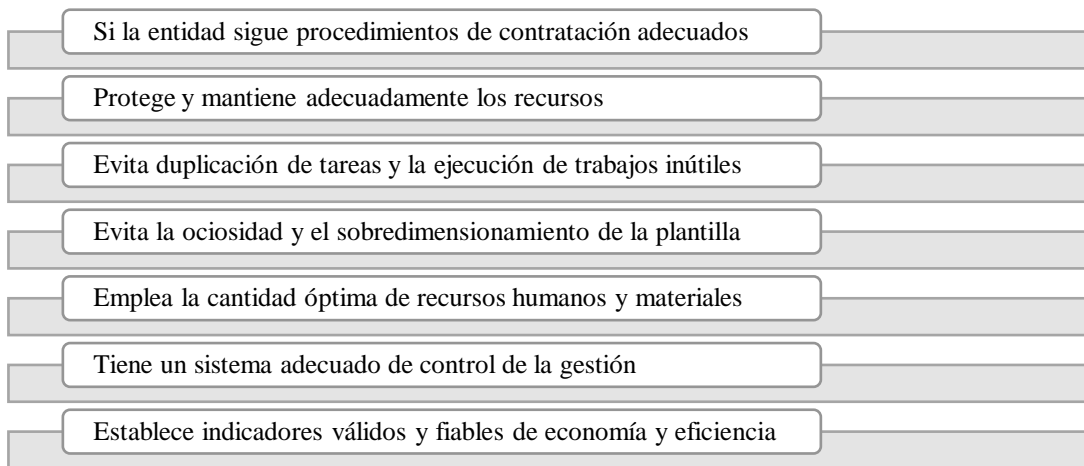 Si la entidad sigue procedimientos de contratación adecuados
Protege y mantiene adecuadamente los recursos
Evita duplicación de tareas y la ejecución de trabajos inútiles
Evita la ociosidad y el sobredimensionamiento de la plantilla
Emplea la cantidad óptima de recursos humanos y materiales
Tiene un sistema adecuado de control de la gestión
Establece indicadores válidos y fiables de economía y eficiencia